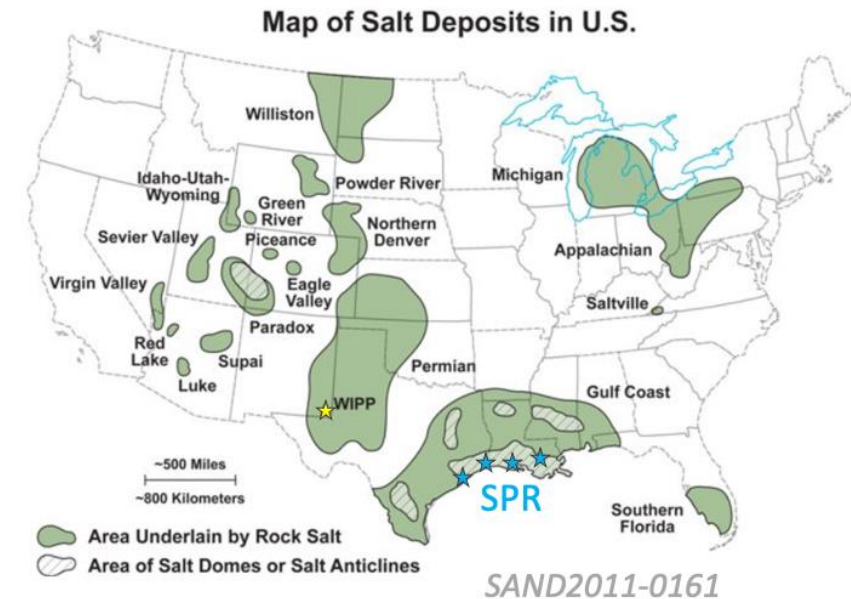 Map of Salt Deposits in U.S.
Williston
Michigan
Idaho-Utah-
Wyoming
Powder River
Green
River
Northern
Denver
Sevier Valley
Piceance
Appalachian
Virgin Valley
Eagle
Valley
Saltville
Paradox
Red
Lake
Supai
Permian
Luke
Gulf Coast
WIPP
~500 Miles
~800 Kilometers
SPR
Southern
Florida
Area Underlain by Rock Salt
Area of Salt Domes or Salt Anticlines
SAND2011-0161